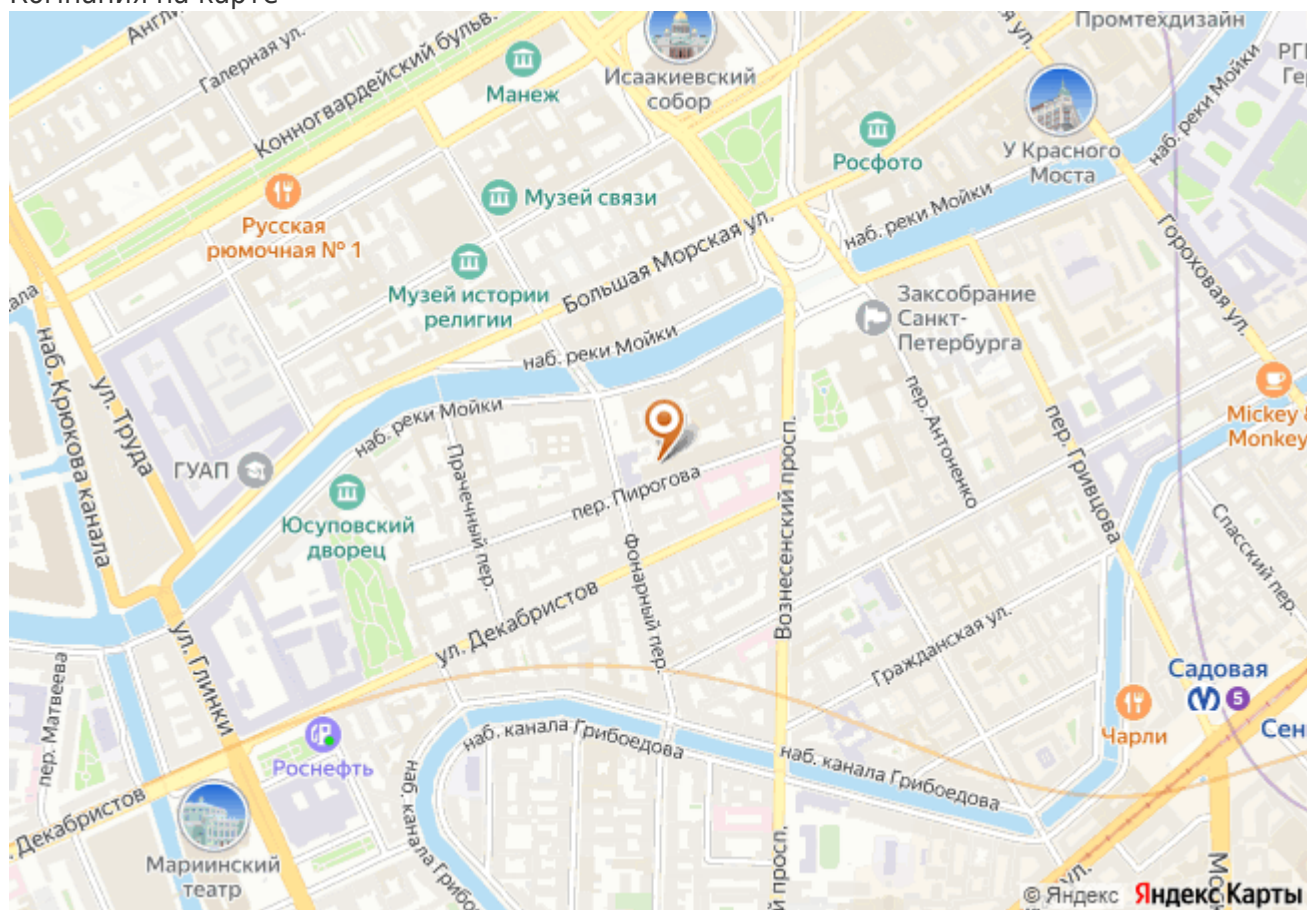 Компания на карте
Галерная ул.
Конногвардейский бульв.
Манеж
Исаакиевский
собор
Промтехдизайн
Росфото
У Красного
Моста
наб. реки Мойки
Русская
рюмочная № 1
Музей связи
Музей истории
религии
Большая Морская ул.
наб. реки Мойки
Гороховая ул.
Заксобрание
Санкт-
Петербурга
наб. Крюкова канала
ул. Труда
наб. реки Мойки
наб. реки Мойки
ГУАП
Юсуповский
дворец
Прачечный пер.
пер. Пирогова
Фонарный пер.
Вознесенский просп.
пер. Антоненко
пер. Гривцова
Mickey &
Monkey
Спасский пер.
ул. Декабристов
Гражданская ул.
ул. Глинки
пер. Матвеева
Садовая
5
Чарли
Роснефть
наб. канала Грибоедова
наб. канала Грибоедова
Декабристов
Мариинский
театр
© Яндекс Яндекс Карты